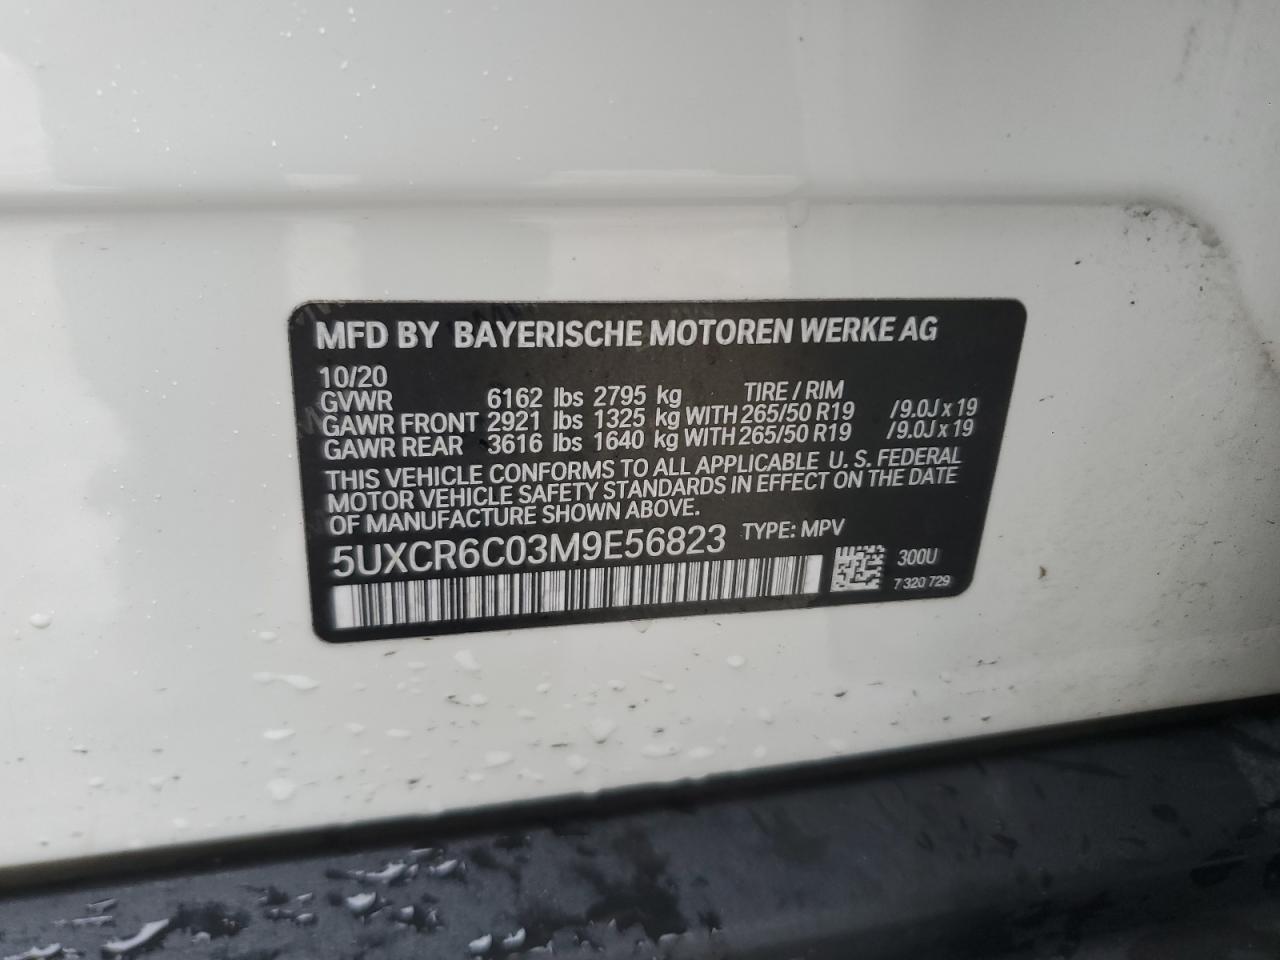 MFD BY BAYERISCHE MOTOREN WERKE AG
10/20
GVWR 6162 lbs 2795 kg TIRE / RIM
GAWR FRONT 2921 lbs 1325 kg WITH 265/50 R19 /9.0J x 19
GAWR REAR 3616 lbs 1640 kg WITH 265/50 R19 /9.0J x 19
THIS VEHICLE CONFORMS TO ALL APPLICABLE U. S. FEDERAL
MOTOR VEHICLE SAFETY STANDARDS IN EFFECT ON THE DATE
OF MANUFACTURE SHOWN ABOVE.
5UXCR6C03M9E56823 TYPE: MPV
300U
7 320 729